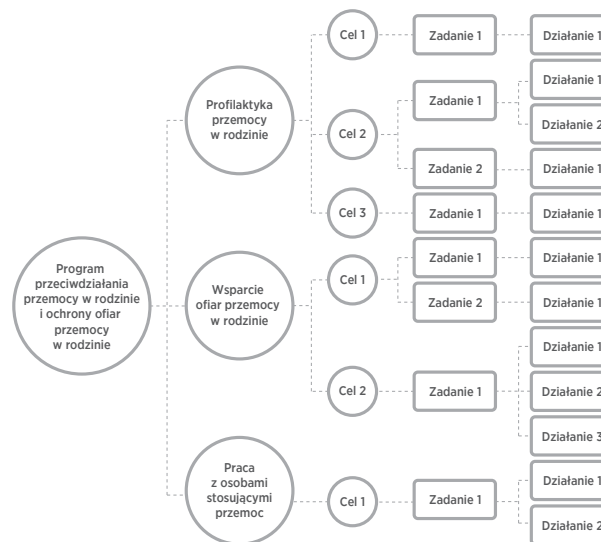 Program
przeciwdziałania
przemocy w rodzinie
i ochrony ofiar
przemocy
w rodzinie
Profilaktyka
przemocy
w rodzinie
Cel 1
Zadanie 1
Działanie 1
Cel 2
Zadanie 1
Działanie 1
Działanie 2
Zadanie 2
Działanie 1
Cel 3
Zadanie 1
Działanie 1
Wsparcie
ofiar przemocy
w rodzinie
Cel 1
Zadanie 1
Działanie 1
Zadanie 2
Działanie 1
Cel 2
Zadanie 1
Działanie 1
Działanie 2
Działanie 3
Praca
z osobami
stosującymi
przemoc
Cel 1
Zadanie 1
Działanie 1
Działanie 2